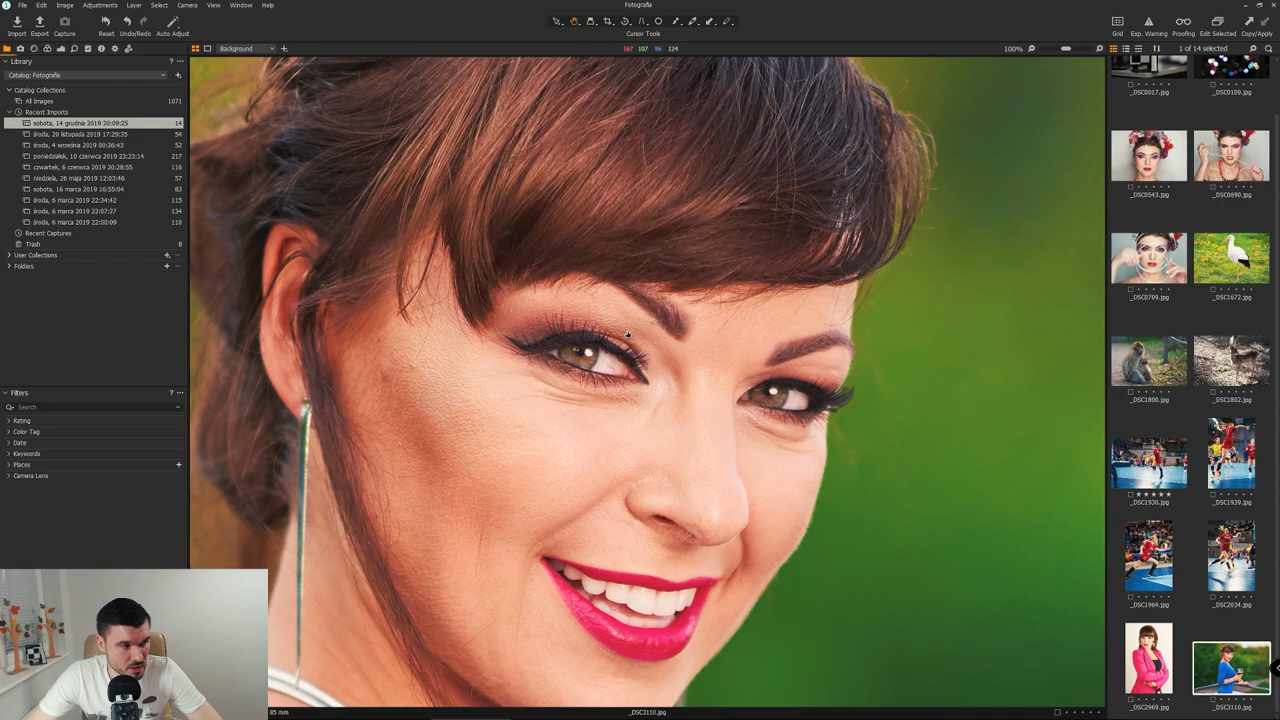 File Edit Image Adjustments Layer Select Camera View Window Help
Fotografia
Import Export Capture Reset Undo/Redo Auto Adjust
Cursor Tools
Grid Exp. Warning Proofing Edit Selected Copy/Apply
Background
167 107 96 124
100%
1 of 14 selected
Library
Catalog: Fotografia
Catalog Collections
All Images 1071
Recent Imports
sobota, 14 grudnia 2019 20:09:25 14
środa, 20 listopada 2019 17:29:35 54
środa, 4 września 2019 00:26:43 52
poniedziałek, 10 czerwca 2019 23:23:14 217
czwartek, 6 czerwca 2019 20:28:55 116
niedziela, 26 maja 2019 12:03:46 57
sobota, 16 marca 2019 16:55:04 83
środa, 6 marca 2019 22:34:42 115
środa, 6 marca 2019 22:07:27 134
środa, 6 marca 2019 22:00:09 110
Recent Captures
Trash 8
User Collections
Folders
Filters
Search
Rating
Color Tag
Date
Keywords
Places
Camera Lens
_DSC0017.jpg _DSC0109.jpg
_DSC0543.jpg _DSC0690.jpg
_DSC0709.jpg _DSC1672.jpg
_DSC1800.jpg _DSC1802.jpg
_DSC1930.jpg _DSC1939.jpg
_DSC1964.jpg _DSC2034.jpg
_DSC2969.jpg _DSC3110.jpg
85 mm
_DSC3110.jpg